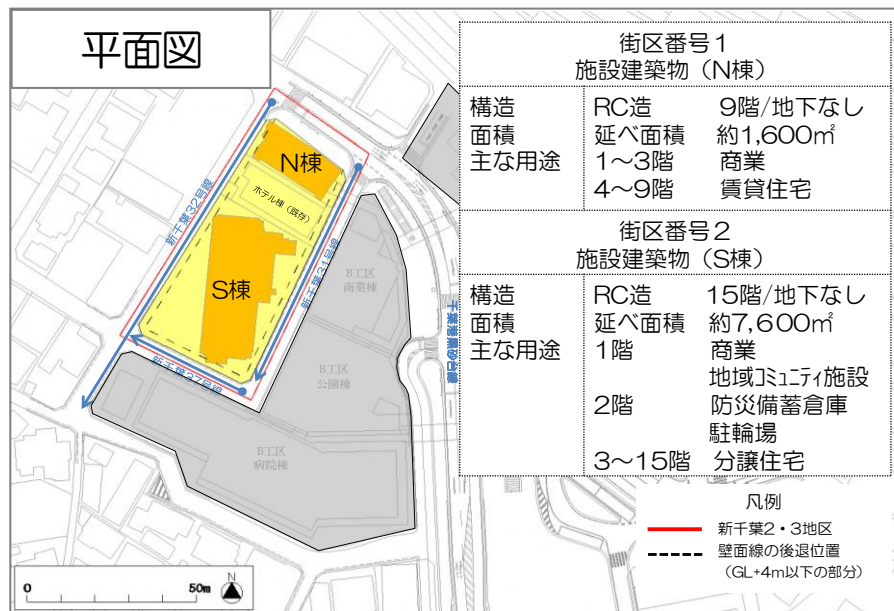 平面図
街区番号1
施設建築物（N棟）
構造 RC造 9階/地下なし
面積 延べ面積 約1,600㎡
主な用途 1～3階 商業
4～9階 賃貸住宅
街区番号2
施設建築物（S棟）
構造 RC造 15階/地下なし
面積 延べ面積 約7,600㎡
主な用途 1階 商業
地域コミュニティ施設
2階 防災備蓄倉庫
駐輪場
3～15階 分譲住宅
N棟
ホテル棟（既存）
S棟
新千葉32号線
新千葉31号線
新千葉37号線
B工区
商業棟
B工区
公園棟
B工区
病院棟
凡例
新千葉2・3地区
壁面線の後退位置
（GL+4m以下の部分）
0 50m
N